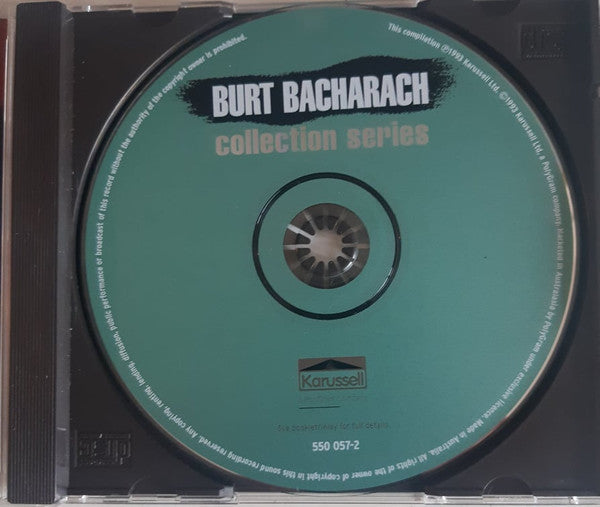 BURT BACHARACH
collection series
Karussell
See booklet/inlay for full details.
550 057-2
This compilation ℗1993 Karussell Ltd. ©1993 Karussell Ltd. a PolyGram company. Marketed in Australasia by PolyGram under exclusive licence. Made in Australia. All rights of the owner of copyright in this sound recording reserved. Any copying, renting, lending, diffusion, public performance or broadcast of this record without the authority of the copyright owner is prohibited.